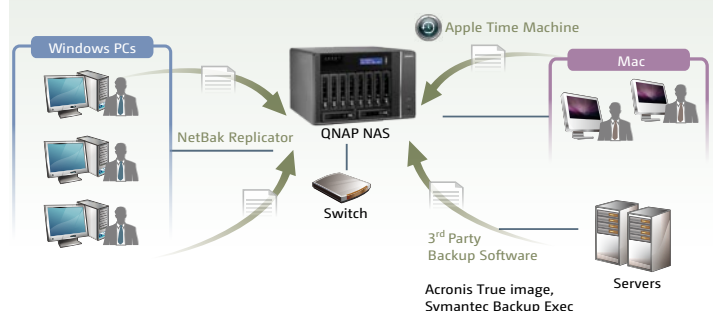 Apple Time Machine
Windows PCs
Mac
NetBak Replicator
QNAP NAS
Switch
3rd Party
Backup Software
Servers
Acronis True image,
Symantec Backup Exec